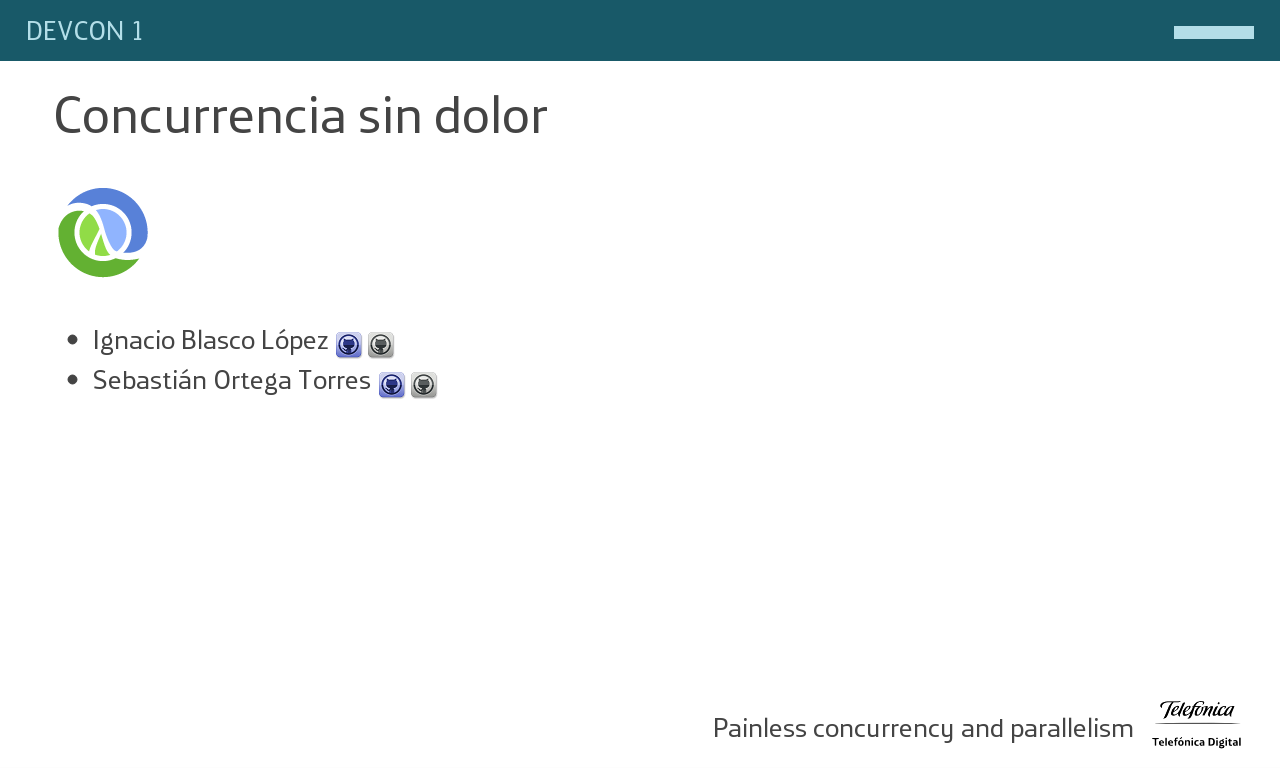 DEVCON 1
Concurrencia sin dolor
Ignacio Blasco López
Sebastián Ortega Torres
Painless concurrency and parallelism
Telefónica
Telefónica Digital